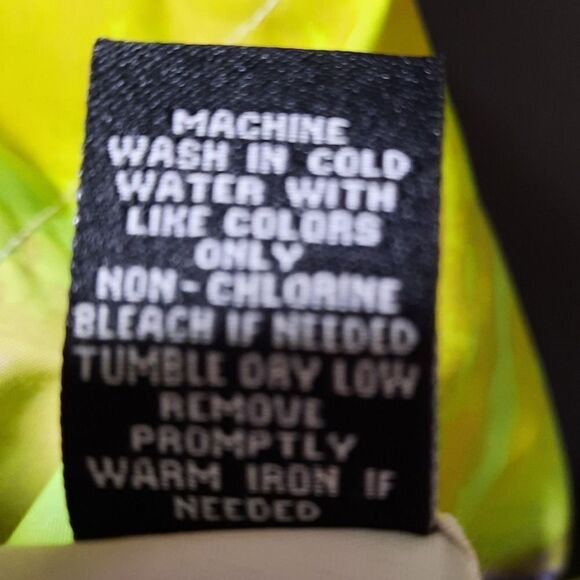 MACHINE
WASH IN COLD
WATER WITH
LIKE COLORS
ONLY
NON-CHLORINE
BLEACH IF NEEDED
TUMBLE DRY LOW
REMOVE
PROMPTLY
WARM IRON IF
NEEDED